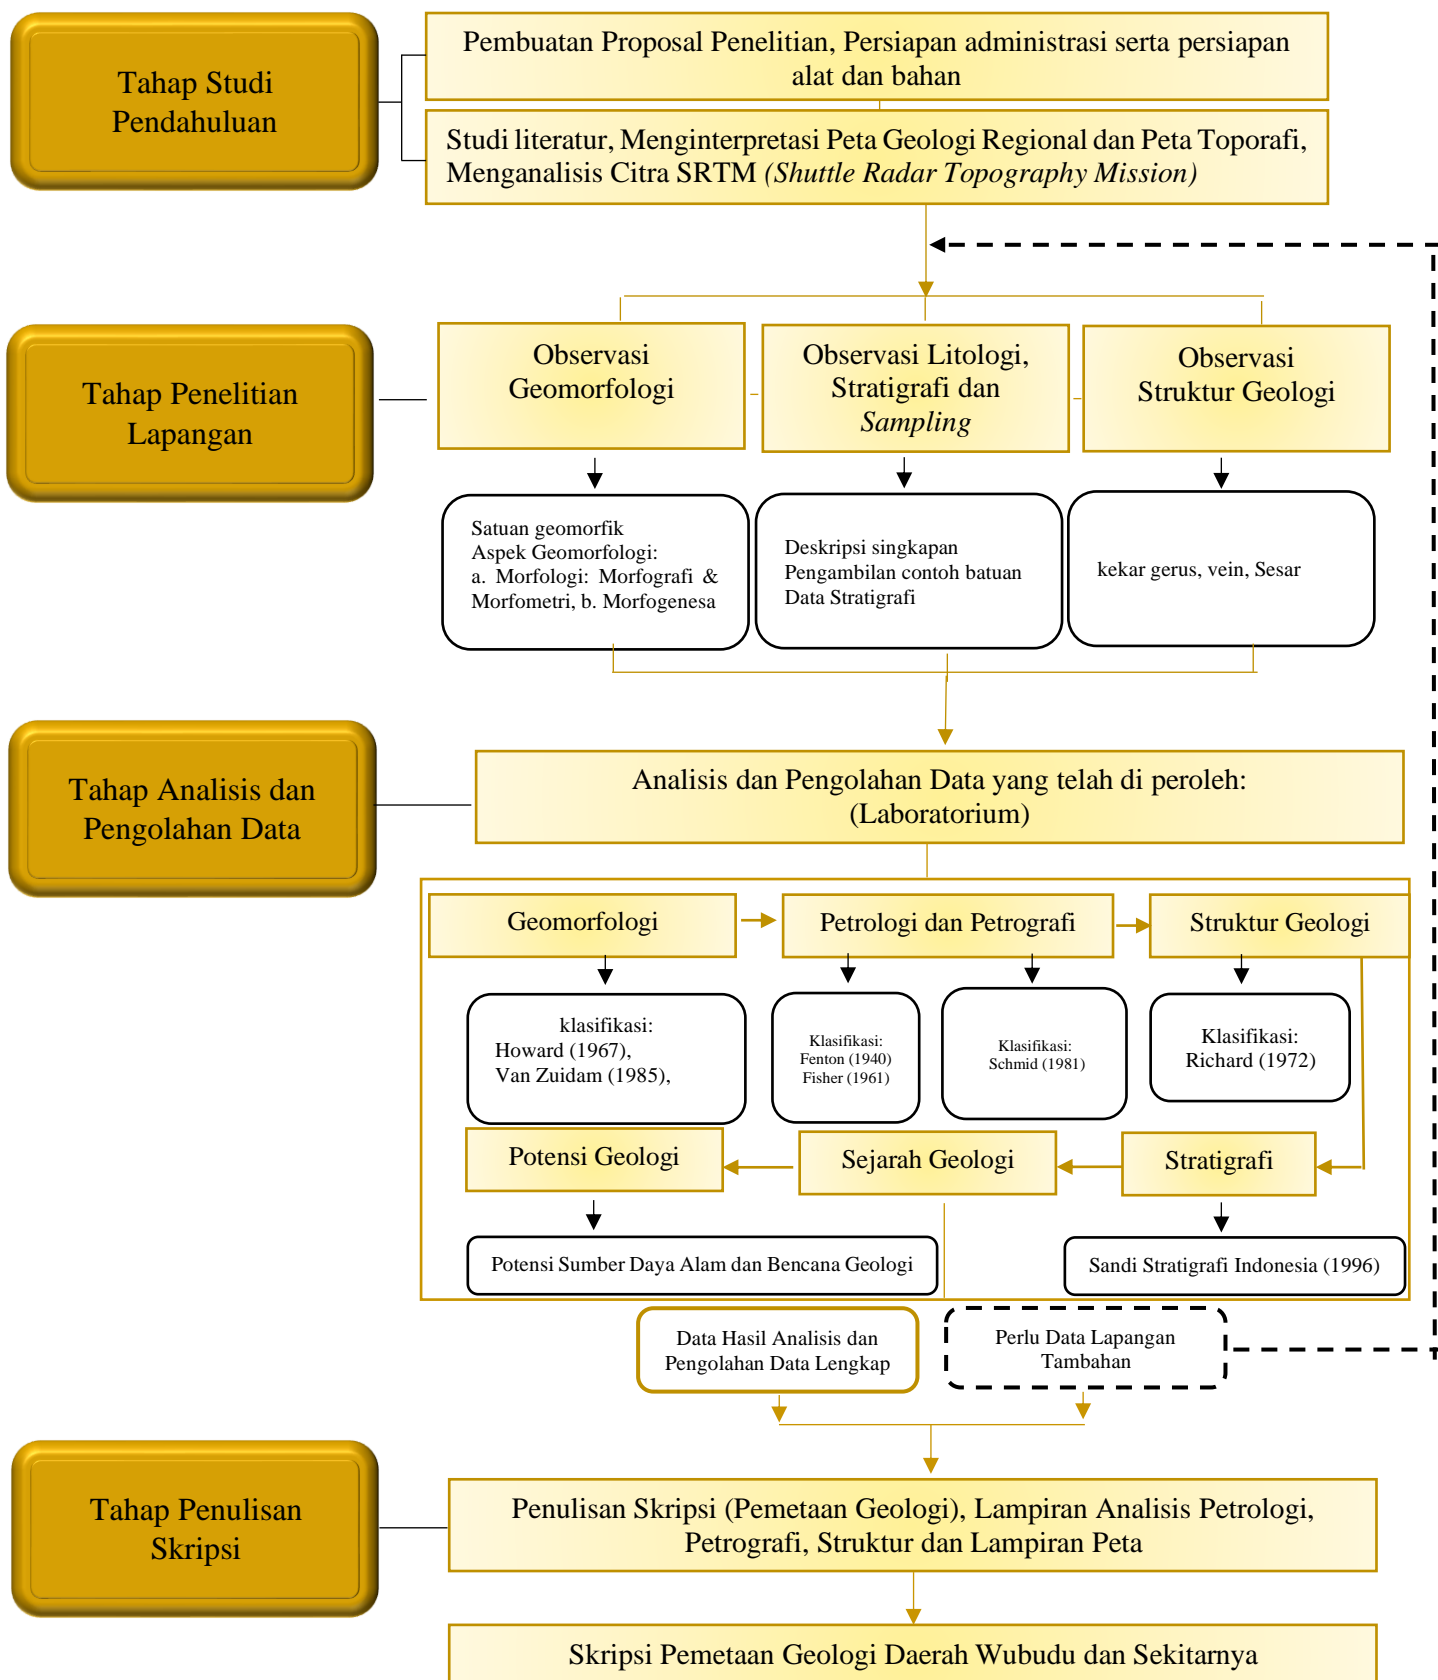 Tahap Studi
Pendahuluan
Pembuatan Proposal Penelitian, Persiapan administrasi serta persiapan
alat dan bahan
Studi literatur, Menginterpretasi Peta Geologi Regional dan Peta Toporafi,
Menganalisis Citra SRTM (Shuttle Radar Topography Mission)
Tahap Penelitian
Lapangan
Observasi
Geomorfologi
Observasi Litologi,
Stratigrafi dan
Sampling
Observasi
Struktur Geologi
Satuan geomorfik
Aspek Geomorfologi:
a. Morfologi: Morfografi &
Morfometri, b. Morfogenesa
Deskripsi singkapan
Pengambilan contoh batuan
Data Stratigrafi
kekar gerus, vein, Sesar
Tahap Analisis dan
Pengolahan Data
Analisis dan Pengolahan Data yang telah di peroleh:
(Laboratorium)
Geomorfologi
Petrologi dan Petrografi
Struktur Geologi
klasifikasi:
Howard (1967),
Van Zuidam (1985),
Klasifikasi:
Fenton (1940)
Fisher (1961)
Klasifikasi:
Schmid (1981)
Klasifikasi:
Richard (1972)
Potensi Geologi
Sejarah Geologi
Stratigrafi
Potensi Sumber Daya Alam dan Bencana Geologi
Sandi Stratigrafi Indonesia (1996)
Data Hasil Analisis dan
Pengolahan Data Lengkap
Perlu Data Lapangan
Tambahan
Tahap Penulisan
Skripsi
Penulisan Skripsi (Pemetaan Geologi), Lampiran Analisis Petrologi,
Petrografi, Struktur dan Lampiran Peta
Skripsi Pemetaan Geologi Daerah Wubudu dan Sekitarnya